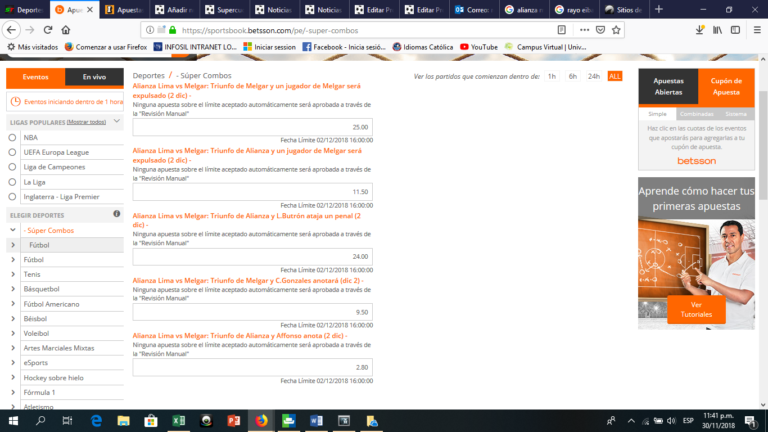 Deporte
Apue
Apuestas
Añadir nu
Supercuo
Noticias
Noticias
Editar Pr
Editar Pr
Correo:
alianza m
rayo eiba
Sitios de
https://sportsbook.betsson.com/pe/-super-combos
Más visitados
Comenzar a usar Firefox
INFOSIL INTRANET LO...
Iniciar session
Facebook - Inicia sesió...
Idiomas Católica
YouTube
Campus Virtual | Univ...
Eventos
En vivo
Eventos iniciando dentro de 1 hora
LIGAS POPULARES (Mostrar todos)
NBA
UEFA Europa League
Liga de Campeones
La Liga
Inglaterra - Liga Premier
ELEGIR DEPORTES
- Súper Combos
Fútbol
Fútbol
Tenis
Básquetbol
Fútbol Americano
Béisbol
Voleibol
Artes Marciales Mixtas
eSports
Hockey sobre hielo
Fórmula 1
Atletismo
Deportes / - Súper Combos
Ver los partidos que comienzan dentro de: 1h 6h 24h ALL
Alianza Lima vs Melgar: Triunfo de Melgar y un jugador de Melgar será
expulsado (2 dic) -
Ninguna apuesta sobre el límite aceptado automáticamente será aprobada a través de
la "Revisión Manual"
25.00
Fecha Límite 02/12/2018 16:00:00
Alianza Lima vs Melgar: Triunfo de Alianza y un jugador de Melgar será
expulsado (2 dic) -
Ninguna apuesta sobre el límite aceptado automáticamente será aprobada a través de
la "Revisión Manual"
11.50
Fecha Límite 02/12/2018 16:00:00
Alianza Lima vs Melgar: Triunfo de Alianza y L.Butrón ataja un penal (2
dic) -
Ninguna apuesta sobre el límite aceptado automáticamente será aprobada a través de
la "Revisión Manual"
24.00
Fecha Límite 02/12/2018 16:00:00
Alianza Lima vs Melgar: Triunfo de Melgar y C.Gonzales anotará (dic 2) -
Ninguna apuesta sobre el límite aceptado automáticamente será aprobada a través de
la "Revisión Manual"
9.50
Fecha Límite 02/12/2018 16:00:00
Alianza Lima vs Melgar: Triunfo de Alianza y Affonso anota (2 dic) -
Ninguna apuesta sobre el límite aceptado automáticamente será aprobada a través de
la "Revisión Manual"
2.80
Fecha Límite 02/12/2018 16:00:00
Apuestas
Abiertas
Cupón de
Apuesta
Simple
Combinadas
Sistema
Haz clic en las cuotas de los eventos
que apostarás para agregarlas a tu
cupón de apuesta.
betsson
Aprende cómo hacer tus
primeras apuestas
Ver
Tutoriales
ESP
11:41 p.m.
30/11/2018